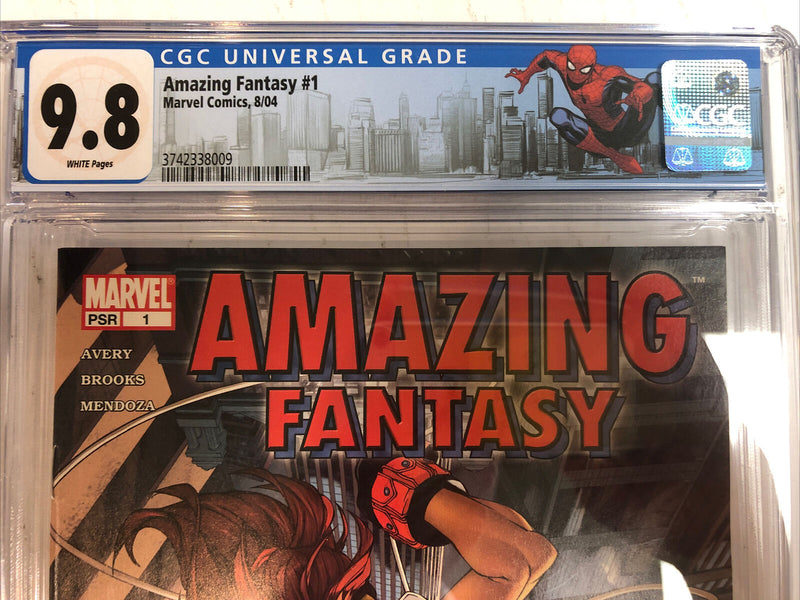 CGC UNIVERSAL GRADE
9.8
WHITE Pages
Amazing Fantasy #1
Marvel Comics, 8/04
3742338009
CGC
MARVEL
PSR 1
AMAZING ™
FANTASY
AVERY
BROOKS
MENDOZA